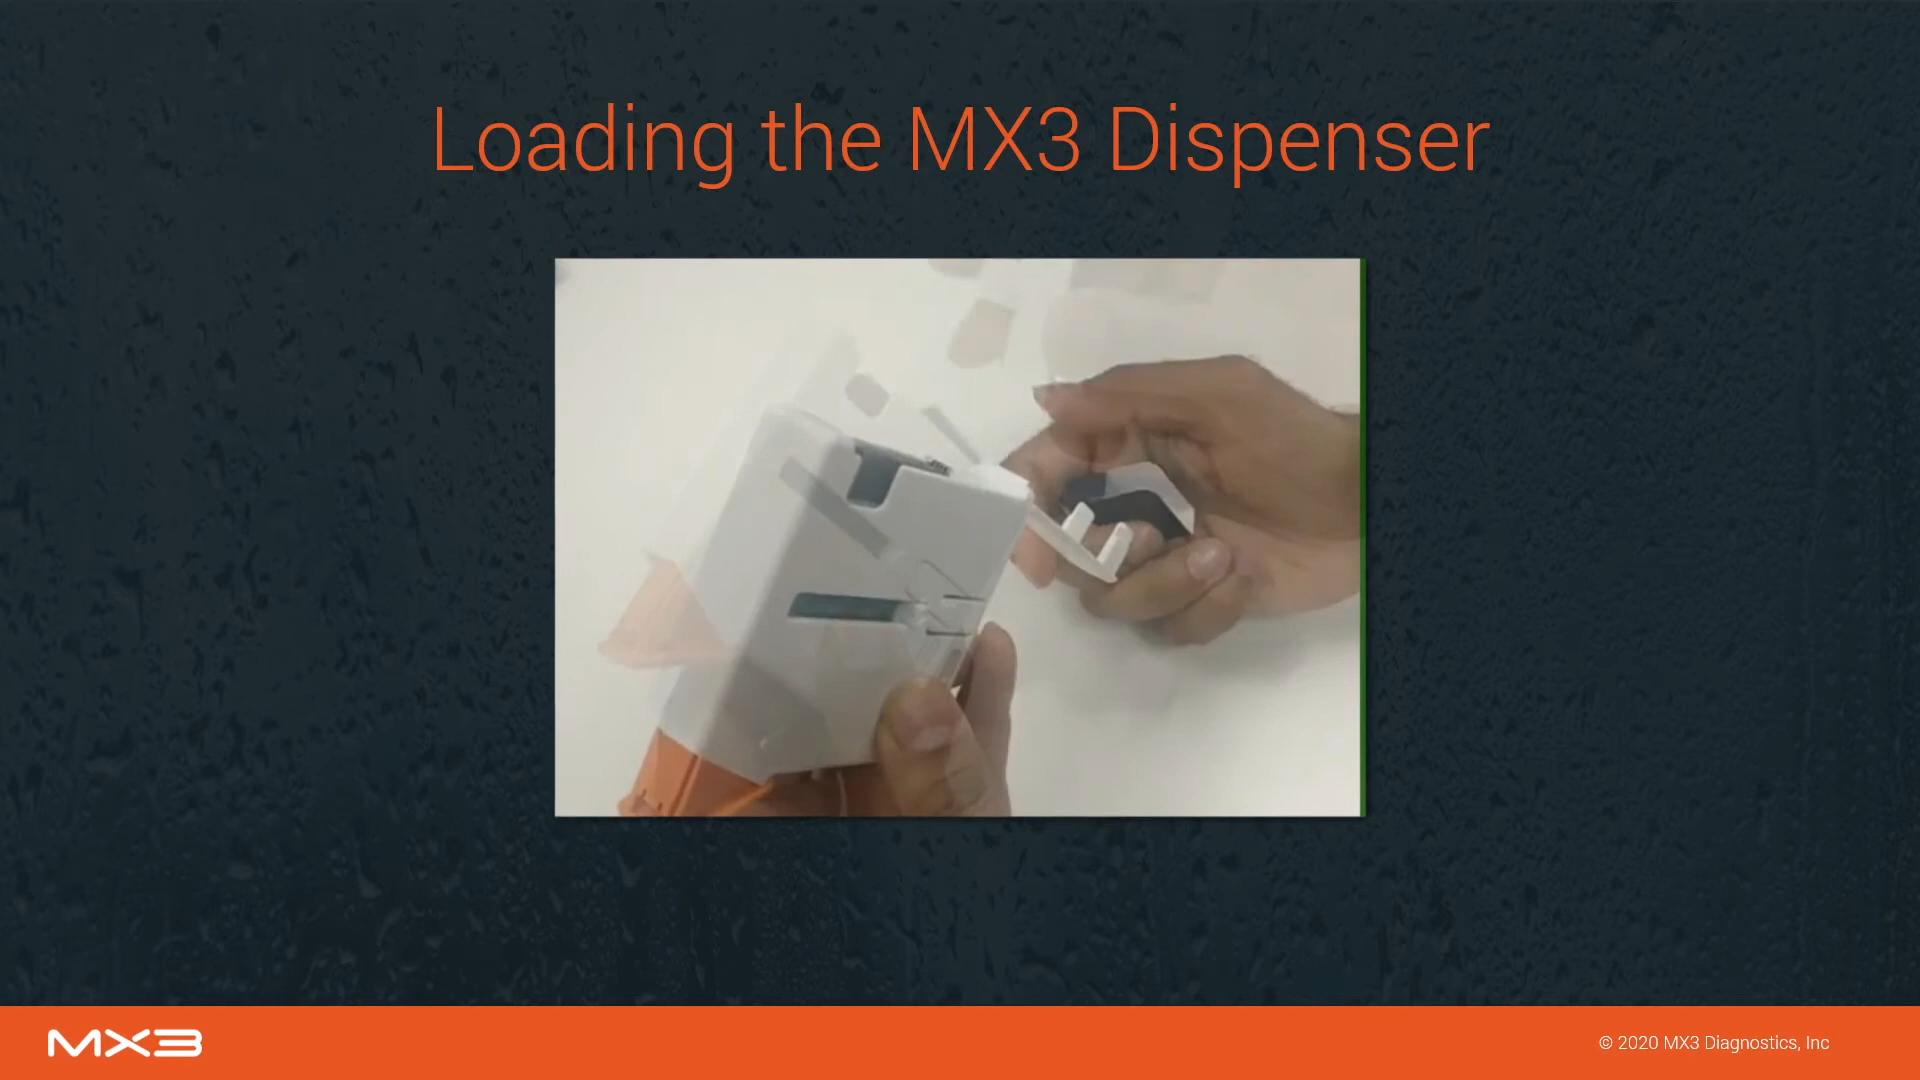 Loading the MX3 Dispenser
MX3
© 2020 MX3 Diagnostics, Inc